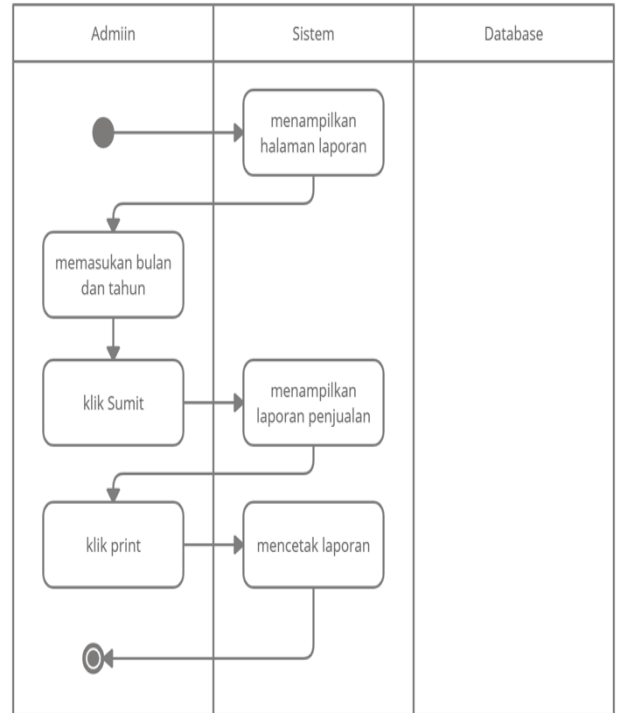 Admiin
Sistem
Database
menampilkan
halaman laporan
memasukan bulan
dan tahun
klik Sumit
menampilkan
laporan penjualan
klik print
mencetak laporan